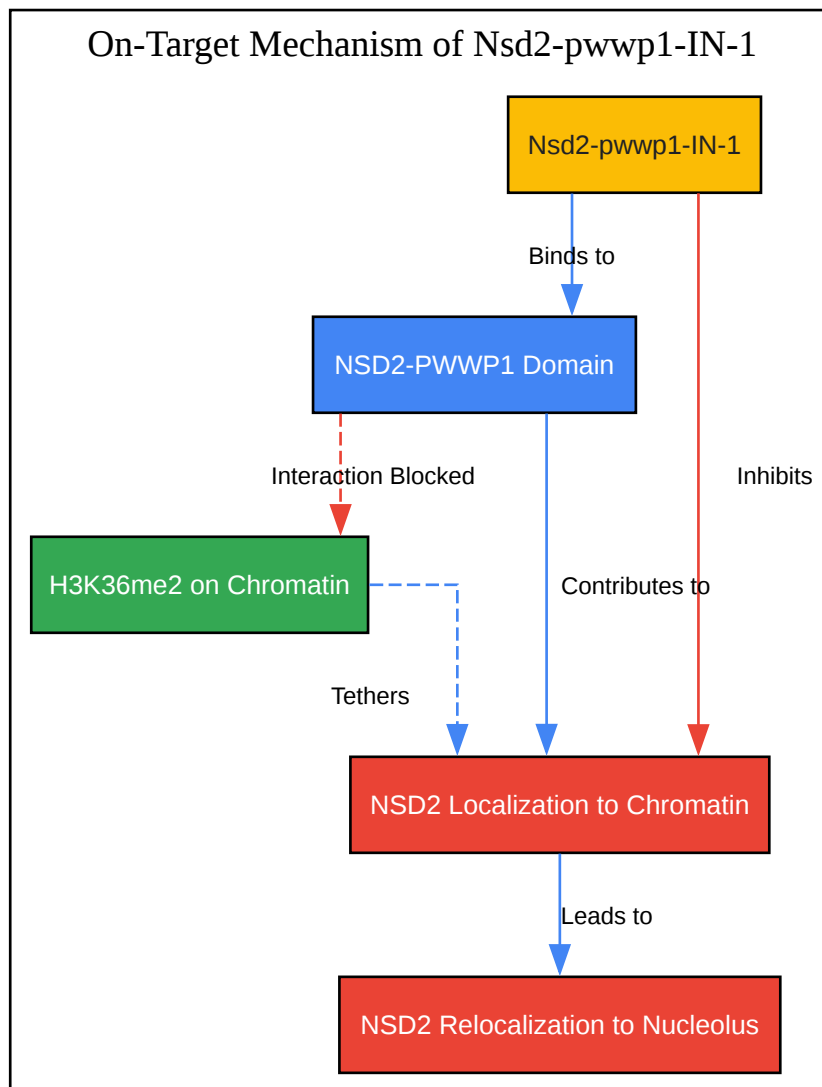 On-Target Mechanism of Nsd2-pwwp1-IN-1
Nsd2-pwwp1-IN-1
Binds to
NSD2-PWWP1 Domain
Interaction Blocked
Inhibits
H3K36me2 on Chromatin
Contributes to
Tethers
NSD2 Localization to Chromatin
Leads to
NSD2 Relocalization to Nucleolus